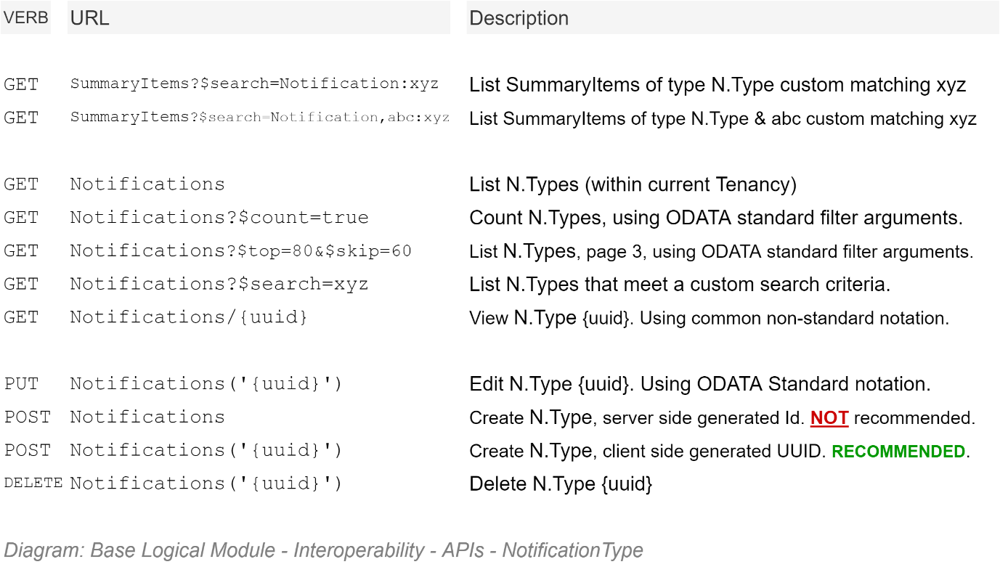 VERB URL Description
GET SummaryItems?$search=Notification:xyz List SummaryItems of type N.Type custom matching xyz
GET SummaryItems?$search=Notification,abc:xyz List SummaryItems of type N.Type & abc custom matching xyz
GET Notifications List N.Types (within current Tenancy)
GET Notifications?$count=true Count N.Types, using ODATA standard filter arguments.
GET Notifications?$top=80&$skip=60 List N.Types, page 3, using ODATA standard filter arguments.
GET Notifications?$search=xyz List N.Types that meet a custom search criteria.
GET Notifications/{uuid} View N.Type {uuid}. Using common non-standard notation.
PUT Notifications('{uuid}') Edit N.Type {uuid}. Using ODATA Standard notation.
POST Notifications Create N.Type, server side generated Id. NOT recommended.
POST Notifications('{uuid}') Create N.Type, client side generated UUID. RECOMMENDED.
DELETE Notifications('{uuid}') Delete N.Type {uuid}
Diagram: Base Logical Module - Interoperability - APIs - NotificationType